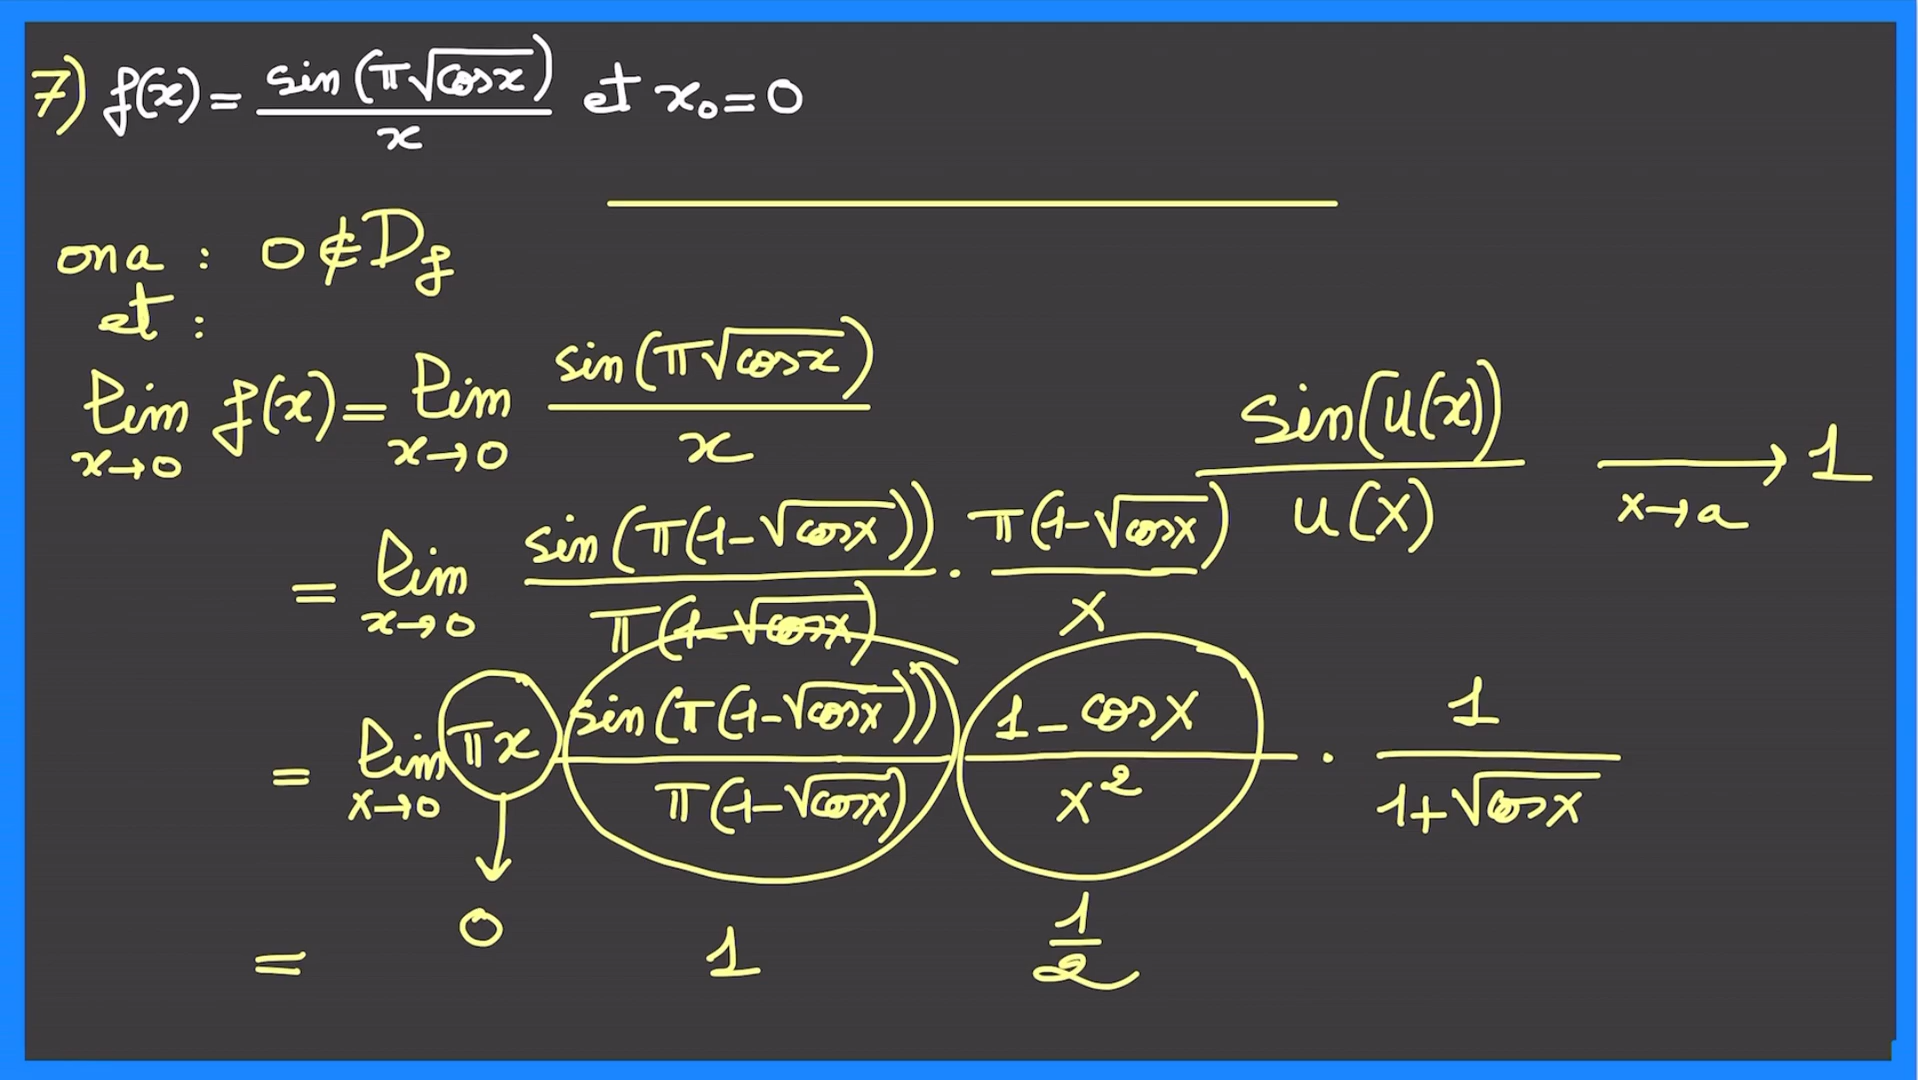 7) f(x) = sin(π√cosx) / x et x₀ = 0
on a : 0 ∉ D_f
et :
lim_{x→0} f(x) = lim_{x→0} sin(π√cosx) / x
sin(U(x)) / U(x) →_{x→a} 1
= lim_{x→0} sin(π(1-√cosx)) / π(1-√cosx) · π(1-√cosx) / x
= lim_{x→0} πx sin(π(1-√cosx)) / π(1-√cosx) 1-cosx / x² · 1 / 1+√cosx
= 0 1 1/2